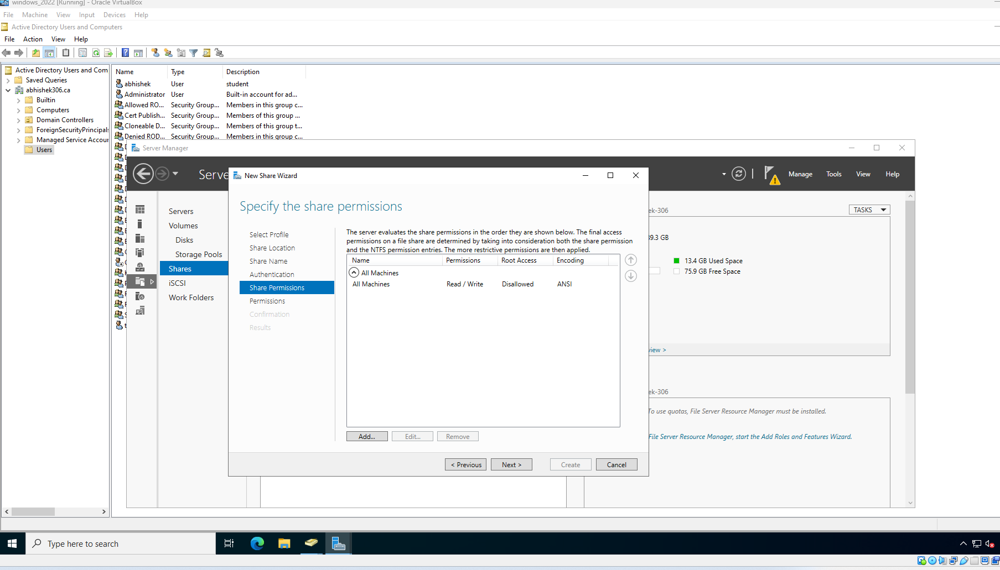 windows_2022 [Running] - Oracle VirtualBox
File Machine View Input Devices Help
Active Directory Users and Computers
File Action View Help
Active Directory Users and Com
Saved Queries
abhishek306.ca
Builtin
Computers
Domain Controllers
ForeignSecurityPrincipals
Managed Service Accour
Users
Name Type Description
abhishek User student
Administrator User Built-in account for ad...
Allowed RO... Security Group... Members in this group c...
Cert Publish... Security Group... Members of this group ...
Cloneable D... Security Group... Members of this group t...
Denied ROD... Security Group... Members in this group c...
Server Manager
Serve
Manage Tools View Help
Servers
Volumes
Disks
Storage Pools
Shares
iSCSI
Work Folders
New Share Wizard
Specify the share permissions
Select Profile
Share Location
Share Name
Authentication
Share Permissions
Permissions
Confirmation
Results
The server evaluates the share permissions in the order they are shown below. The final access
permissions on a file share are determined by taking into consideration both the share permission
and the NTFS permission entries. The more restrictive permissions are then applied.
Name Permissions Root Access Encoding
All Machines
All Machines Read / Write Disallowed ANSI
Add... Edit... Remove
< Previous Next > Create Cancel
ek-306
TASKS
39.3 GB
13.4 GB Used Space
75.9 GB Free Space
view >
ek-306
To use quotas, File Server Resource Manager must be installed.
File Server Resource Manager, start the Add Roles and Features Wizard.
Type here to search